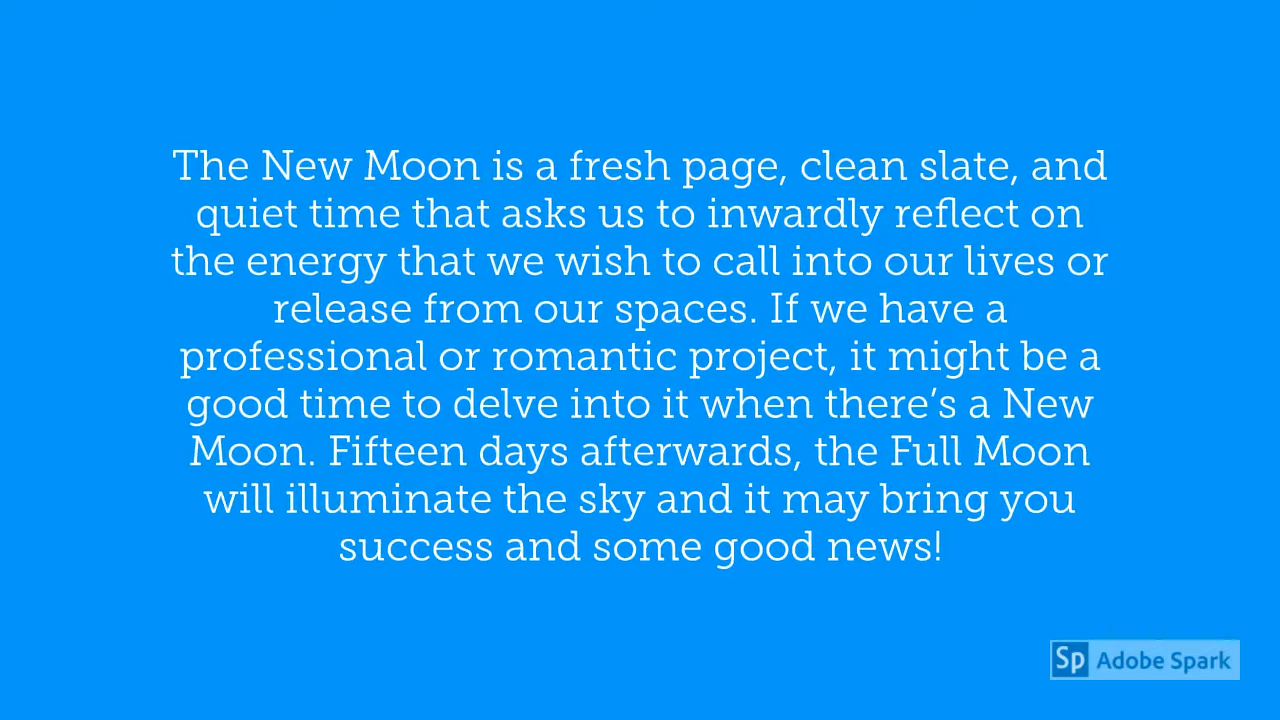 The New Moon is a fresh page, clean slate, and
quiet time that asks us to inwardly reflect on
the energy that we wish to call into our lives or
release from our spaces. If we have a
professional or romantic project, it might be a
good time to delve into it when there’s a New
Moon. Fifteen days afterwards, the Full Moon
will illuminate the sky and it may bring you
success and some good news!
Sp Adobe Spark